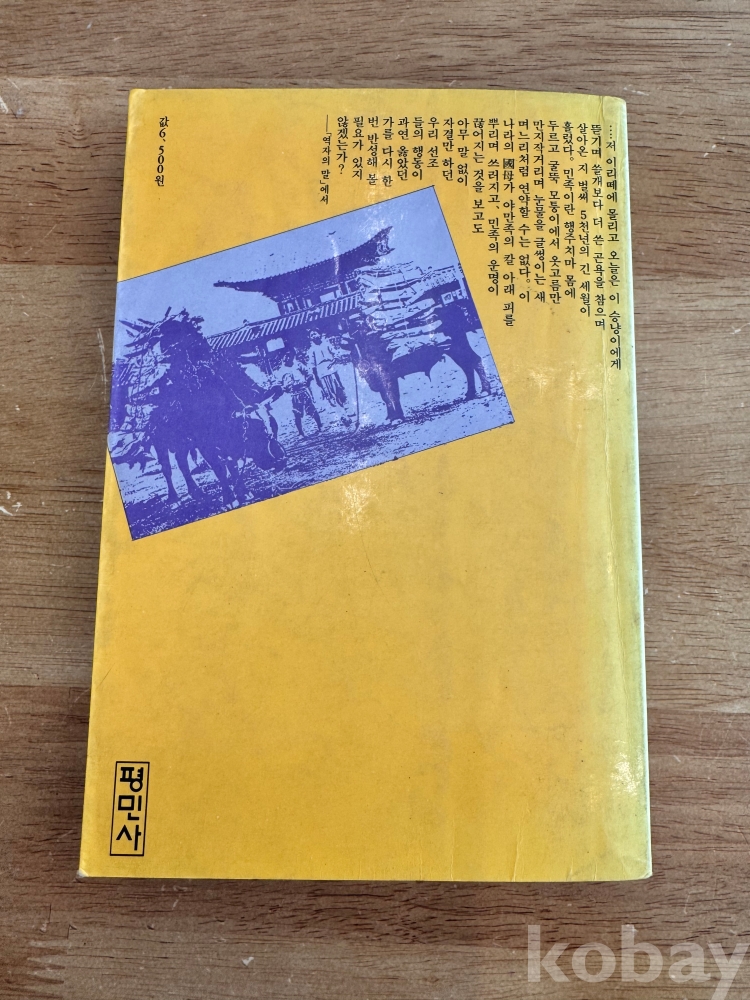 ……저 이리떼에 몰리고 오늘은 이 승냥이에게
뜯기며 쓸개보다 더 쓴 곤욕을 참으며
살아온 지 벌써 5천년의 긴 세월이
흘렀다。민족이란 행주치마 몸에
두르고 굴뚝 모퉁이에서 옷고름만
만지작거리며 눈물을 글썽이는 새
며느리처럼 연약할 수는 없다。이
나라의 國母가 야만족의 칼 아래 피를
뿌리며 쓰러지고、민족의 운명이
끊어지는 것을 보고도
아무 말 없이
자결만 하던
우리 선조
들의 행동이
과연 옳았던
가를 다시 한
번 반성해 볼
필요가 있지
않겠는가?
──「역자의 말」에서
값 6、500원
평민사
kobay